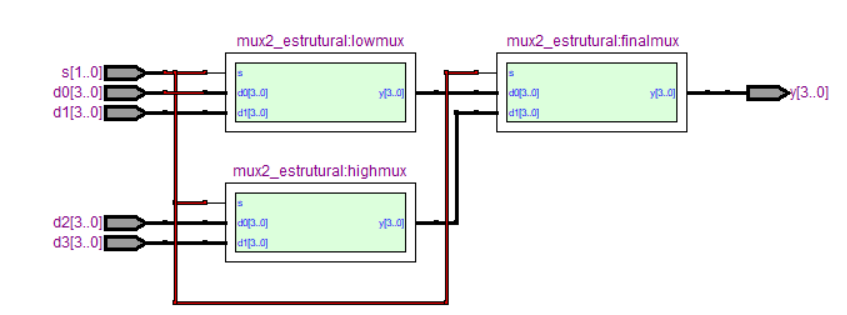 mux2_estrutural:lowmux
mux2_estrutural:finalmux
s[1..0]
s
s
d0[3..0]
d0[3..0]
y[3..0]
d0[3..0]
y[3..0]
y[3..0]
d1[3..0]
d1[3..0]
d1[3..0]
mux2_estrutural:highmux
s
d2[3..0]
d0[3..0]
y[3..0]
d3[3..0]
d1[3..0]